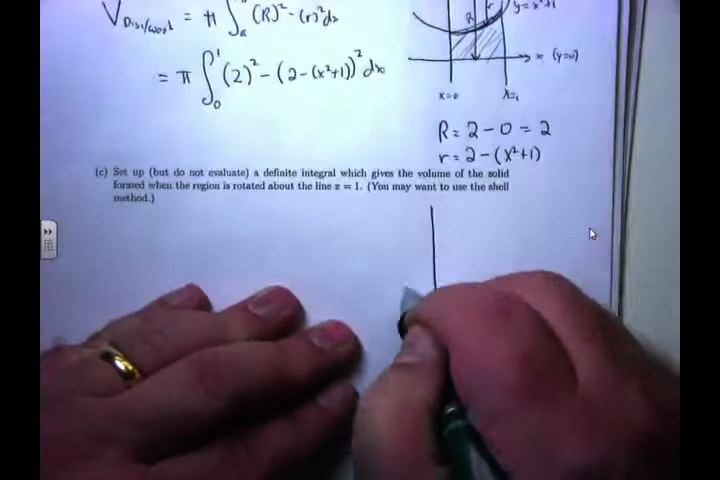 V Disk/Wash = π ∫ (R)² - (r)² dx
y=x²+1
= π ∫₀¹ (2)² - (2-(x²+1))² dx
x (y=0)
x=0 x=1
R = 2 - 0 = 2
r = 2 - (x²+1)
(c) Set up (but do not evaluate) a definite integral which gives the volume of the solid
formed when the region is rotated about the line x = 1. (You may want to use the shell
method.)